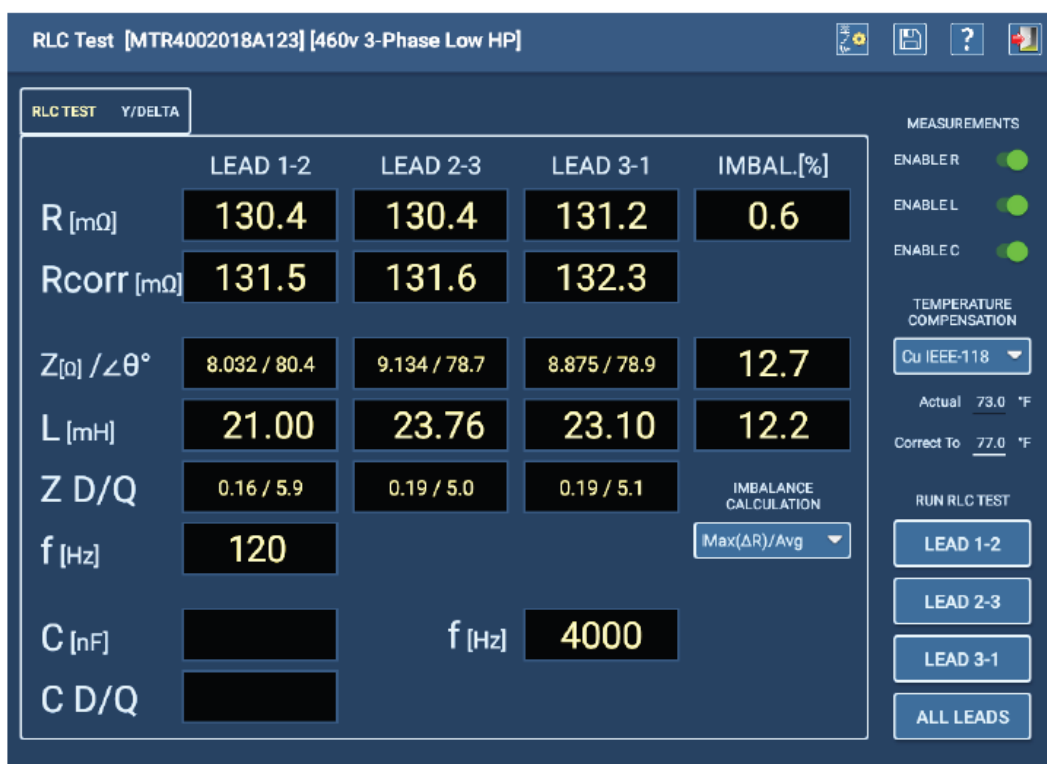 RLC Test [MTR4002018A123] [460v 3-Phase Low HP]
?
RLC TEST Y/DELTA
LEAD 1-2 LEAD 2-3 LEAD 3-1 IMBAL.[%]
R [mΩ] 130.4 130.4 131.2 0.6
Rcorr [mΩ] 131.5 131.6 132.3
Z[Ω] /∠θ° 8.032 / 80.4 9.134 / 78.7 8.875 / 78.9 12.7
L [mH] 21.00 23.76 23.10 12.2
Z D/Q 0.16 / 5.9 0.19 / 5.0 0.19 / 5.1
IMBALANCE
CALCULATION
f [Hz] 120 Max(ΔR)/Avg
C [nF] f [Hz] 4000
C D/Q
MEASUREMENTS
ENABLE R
ENABLE L
ENABLE C
TEMPERATURE
COMPENSATION
Cu IEEE-118
Actual 73.0 °F
Correct To 77.0 °F
RUN RLC TEST
LEAD 1-2
LEAD 2-3
LEAD 3-1
ALL LEADS